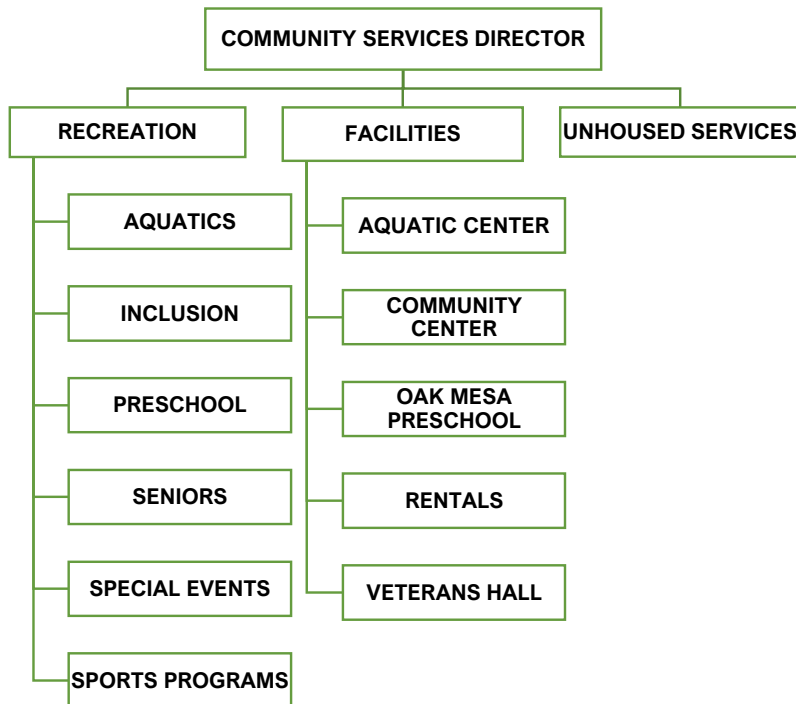 COMMUNITY SERVICES DIRECTOR
RECREATION
FACILITIES
UNHOUSED SERVICES
AQUATICS
INCLUSION
PRESCHOOL
SENIORS
SPECIAL EVENTS
SPORTS PROGRAMS
AQUATIC CENTER
COMMUNITY
CENTER
OAK MESA
PRESCHOOL
RENTALS
VETERANS HALL